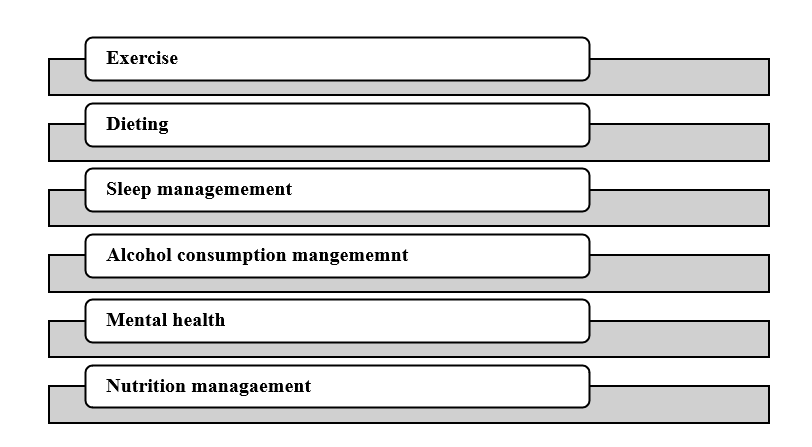 Exercise
Dieting
Sleep managemement
Alcohol consumption mangememnt
Mental health
Nutrition managaement